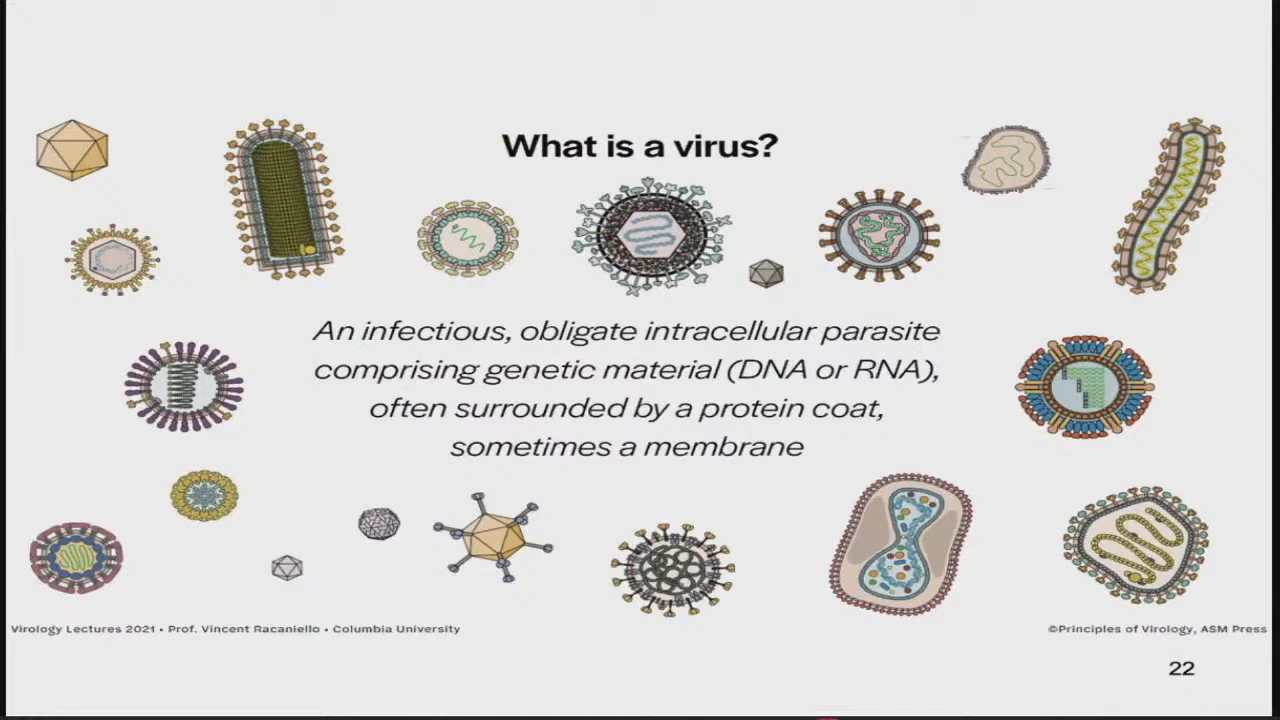 What is a virus?
An infectious, obligate intracellular parasite
comprising genetic material (DNA or RNA),
often surrounded by a protein coat,
sometimes a membrane
Virology Lectures 2021 • Prof. Vincent Racaniello • Columbia University
©Principles of Virology, ASM Press
22